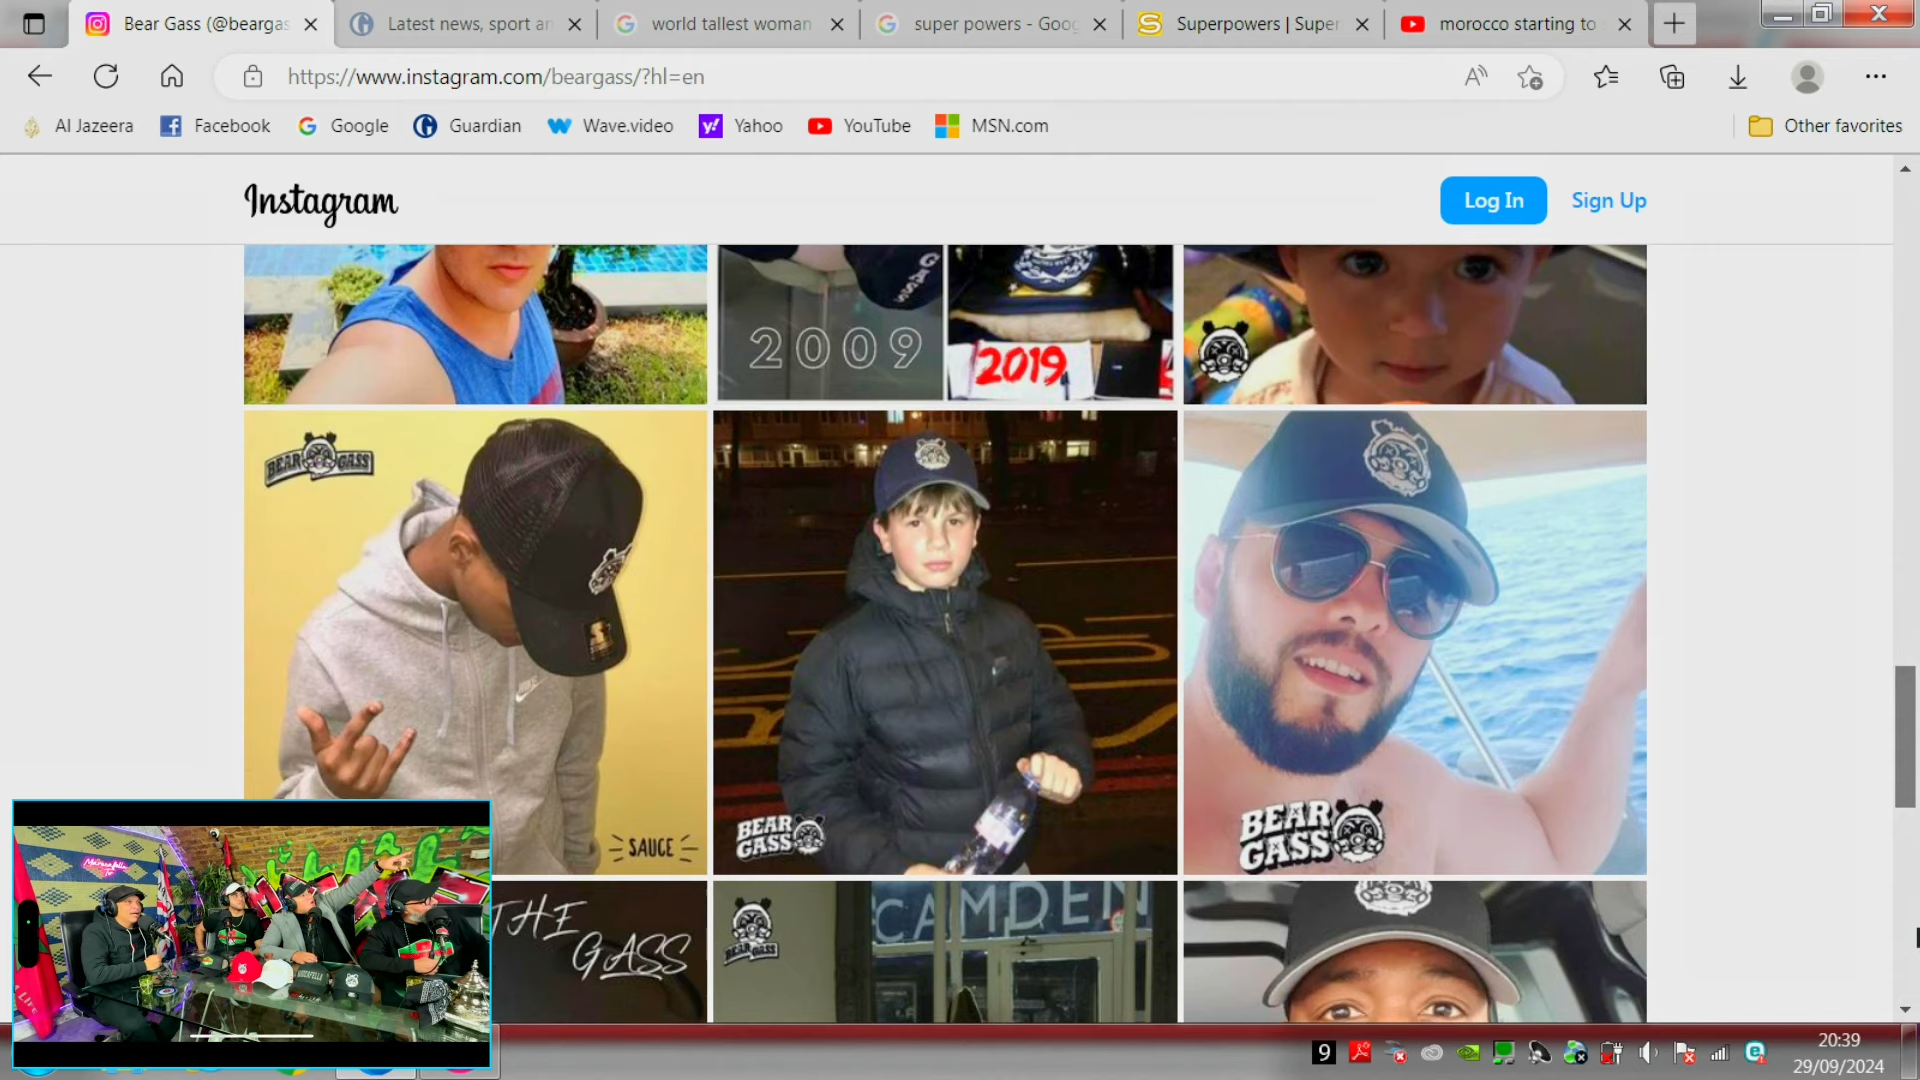 Bear Gass (@beargas
Latest news, sport an
world tallest woman
super powers - Goog
Superpowers | Super
morocco starting to
https://www.instagram.com/beargass/?hl=en
Al Jazeera
Facebook
Google
Guardian
Wave.video
Yahoo
YouTube
MSN.com
Other favorites
Instagram
Log In
Sign Up
2009
2019
BEAR GASS
SAUCE
BEAR
GASS
BEAR
GASS
THE
GASS
BEAR GASS
CAMDEN
20:39
29/09/2024